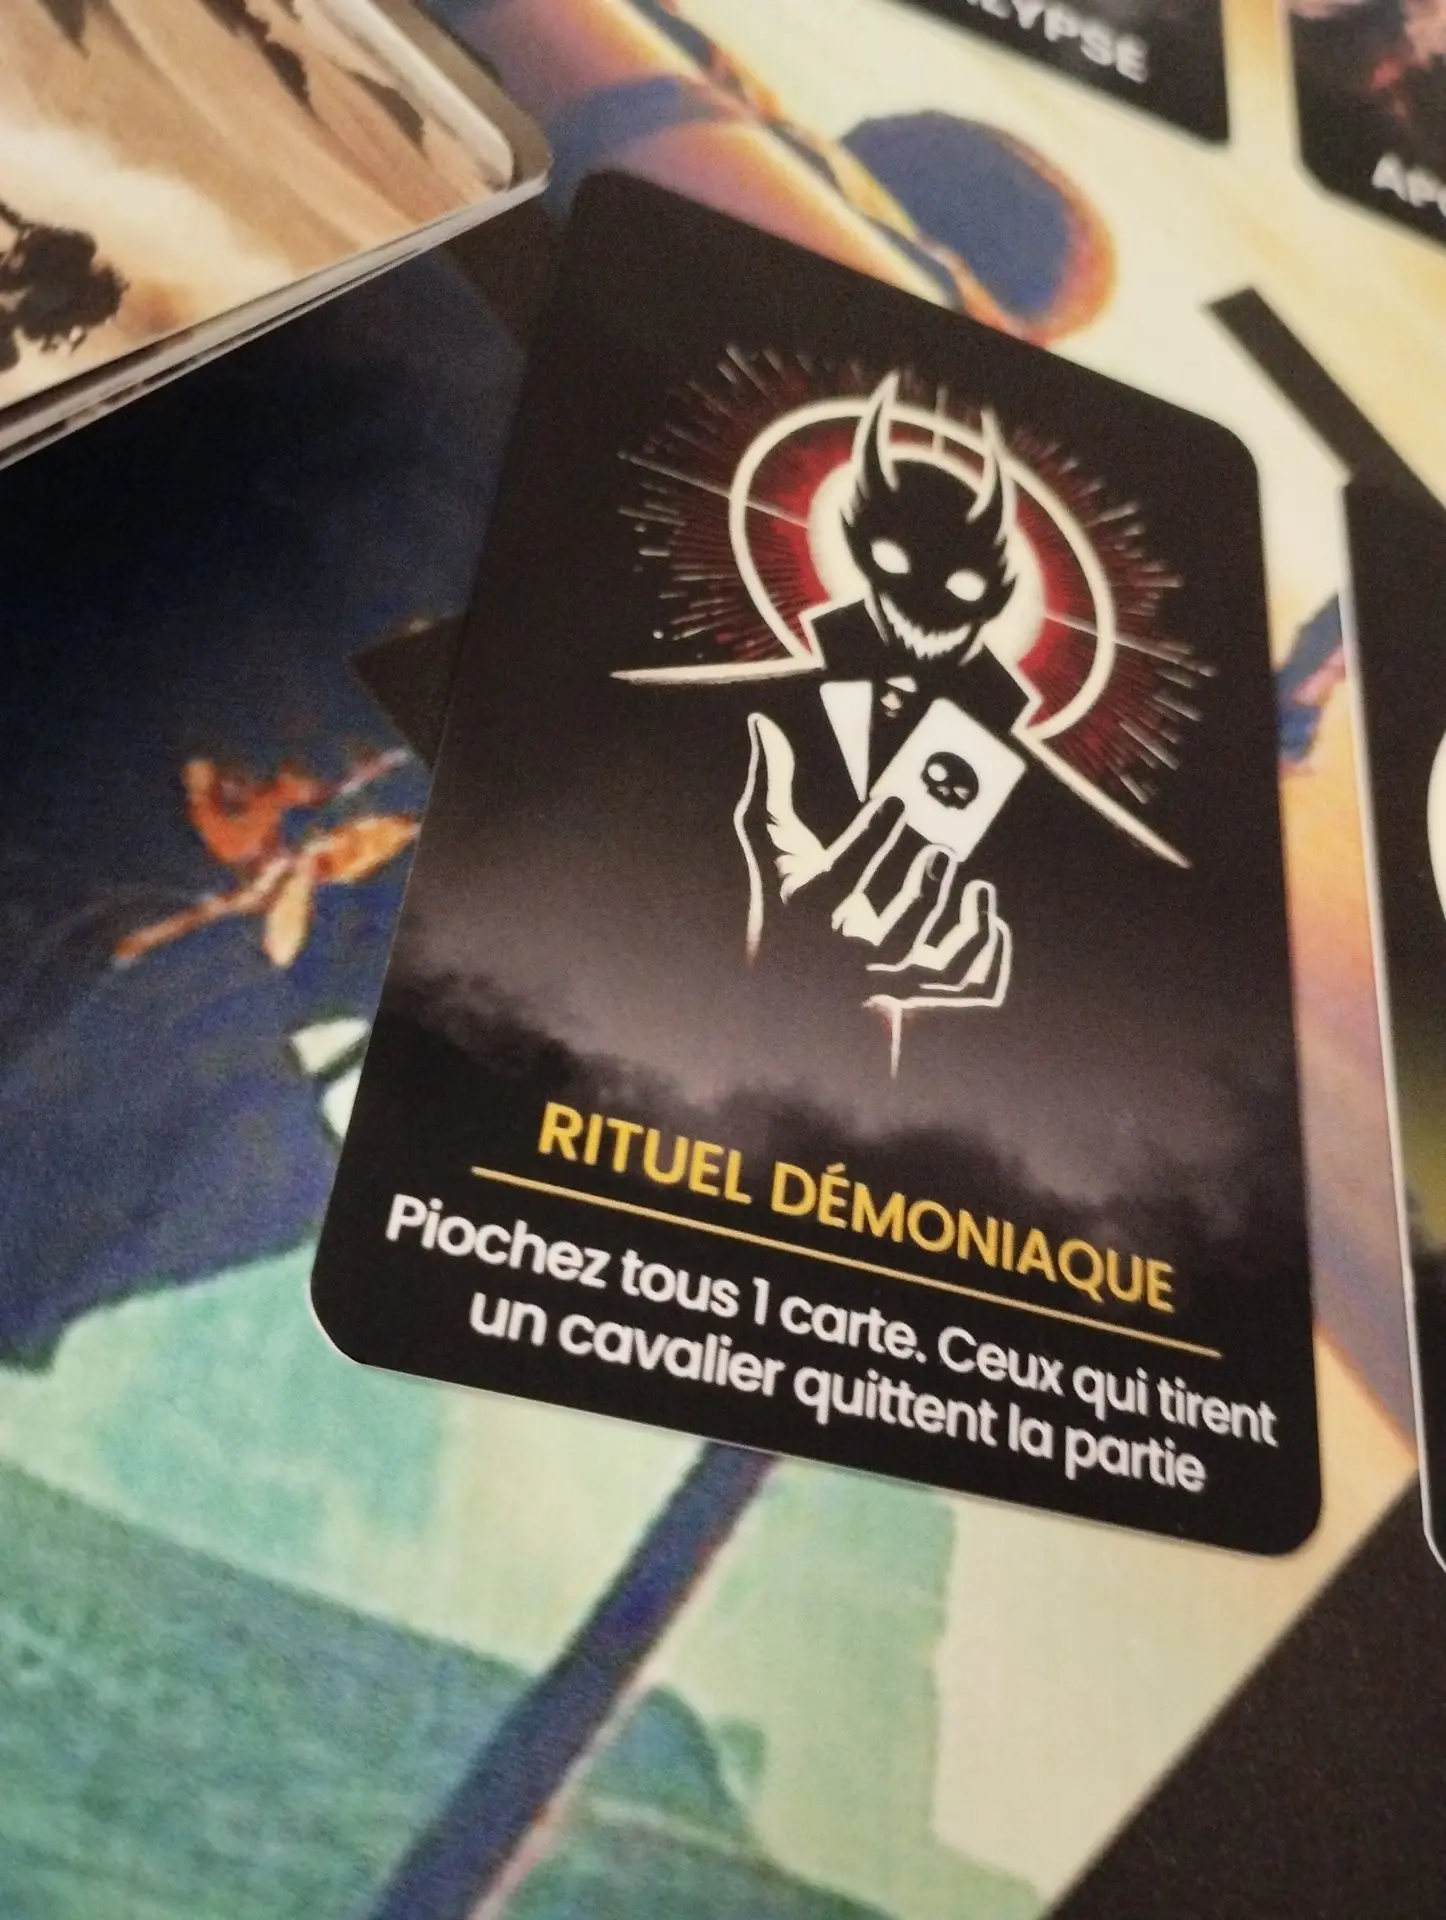 RITUEL DÉMONIAQUE
Piochez tous 1 carte. Ceux qui tirent
un cavalier quittent la partie